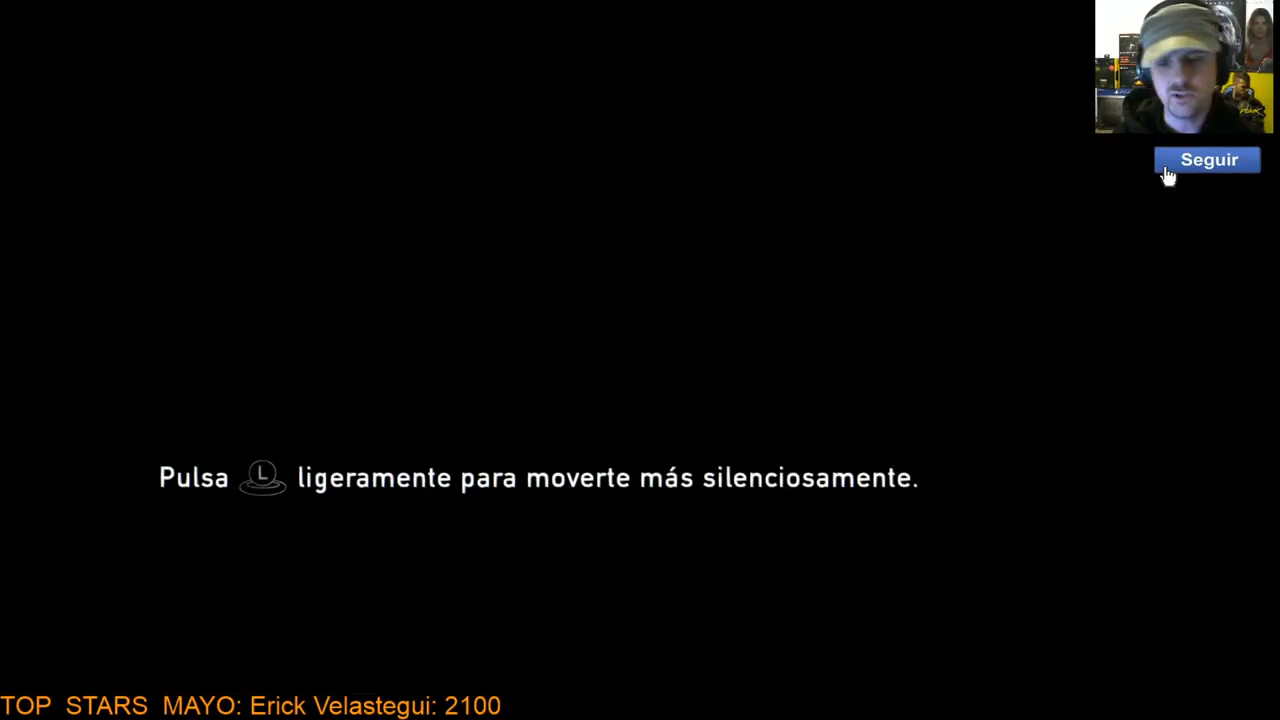 Seguir
Pulsa L ligeramente para moverte más silenciosamente.
TOP STARS MAYO: Erick Velastegui: 2100